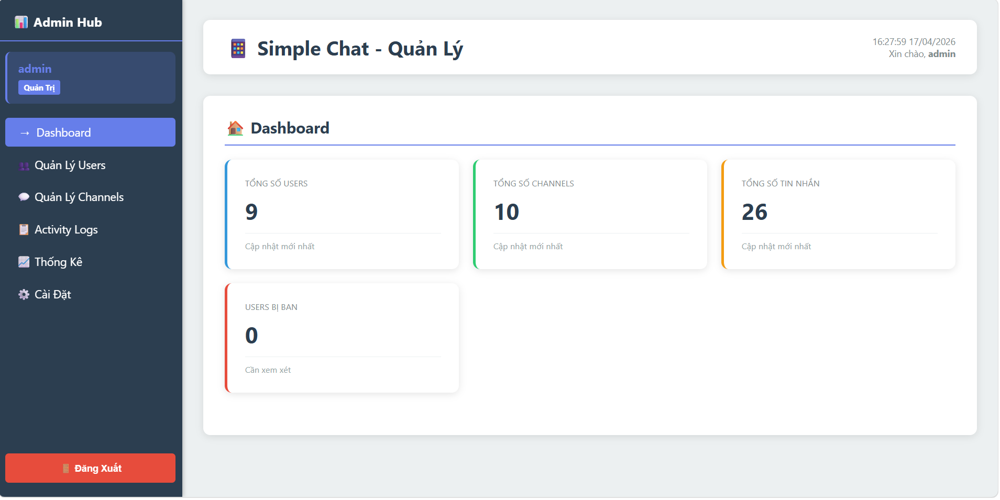 Admin Hub
admin
Quản Trị
→ Dashboard
Quản Lý Users
Quản Lý Channels
Activity Logs
Thống Kê
Cài Đặt
Đăng Xuất
Simple Chat - Quản Lý
16:27:59 17/04/2026
Xin chào, admin
Dashboard
TỔNG SỐ USERS
9
Cập nhật mới nhất
TỔNG SỐ CHANNELS
10
Cập nhật mới nhất
TỔNG SỐ TIN NHẮN
26
Cập nhật mới nhất
USERS BỊ BAN
0
Cần xem xét